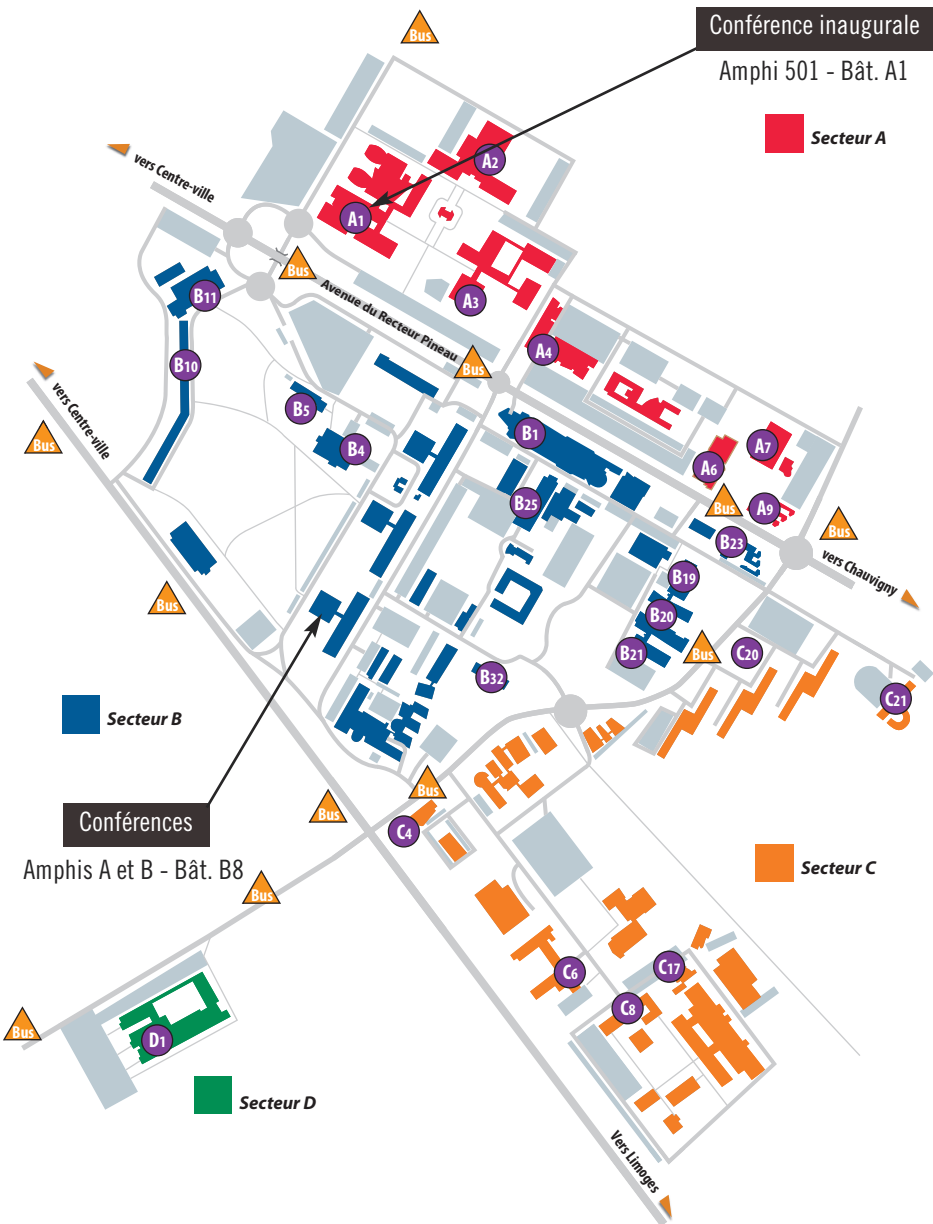 Bus
Conférence inaugurale
Amphi 501 - Bât. A1
Secteur A
vers Centre-ville
A2
A1
Bus
A3
Avenue du Recteur Pineau
B11
A4
Bus
B10
vers Centre-ville
B5
Bus
B4
B1
A7
A6
B25
Bus
A9
Bus
B23
vers Chauvigny
B19
Bus
B20
B21
Bus
C20
B32
C21
Secteur B
Bus
Bus
C4
Conférences
Amphis A et B - Bât. B8
Secteur C
Bus
C6
C17
C8
Bus
D1
Secteur D
Vers Limoges